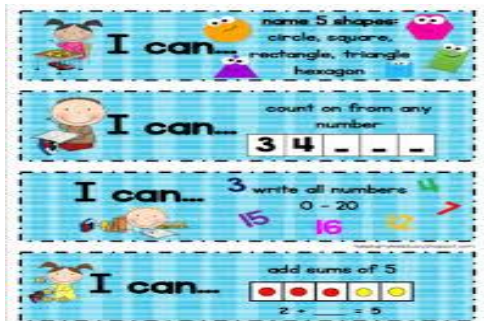 name 5 shapes:
I can... circle, square,
rectangle, triangle
hexagon
count on from any
I can... number
3 4 _ _ _
I can... 3 write all numbers 4
0 - 20
15 16 12 7
add sums of 5
I can...
2 + ___ = 5